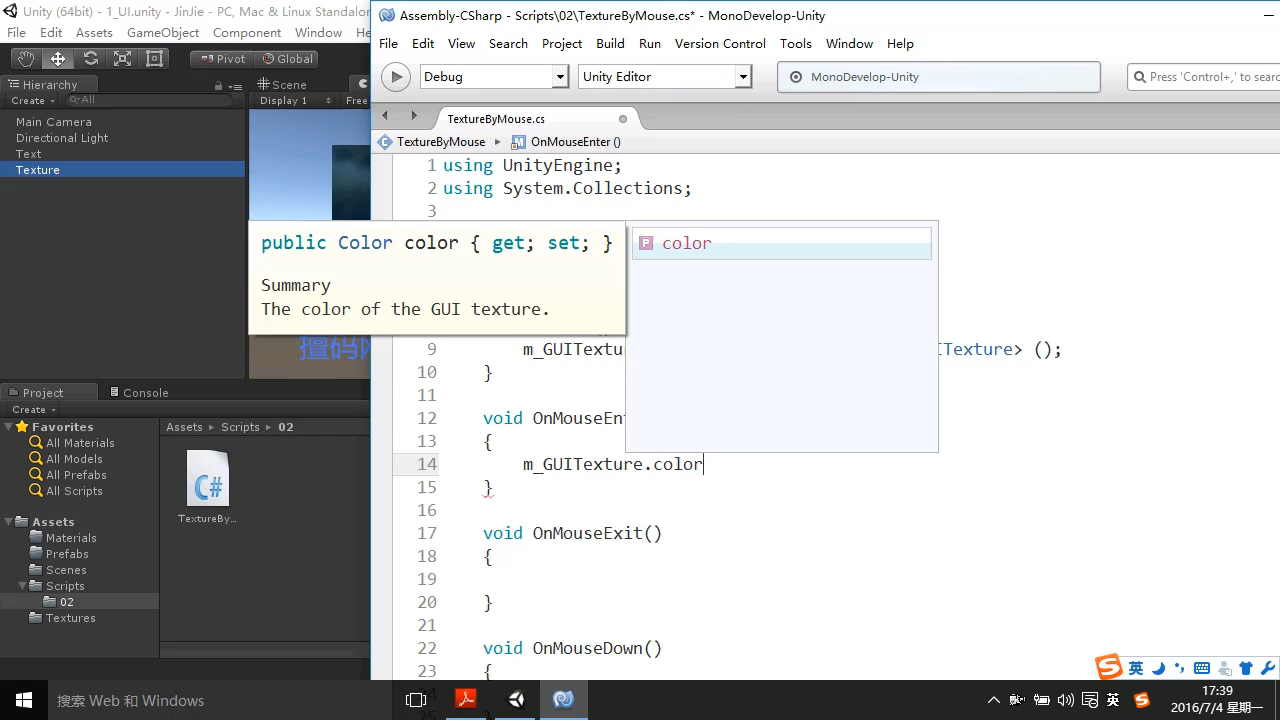 Unity (64bit) - 1_UI.unity - JinJie - PC, Mac & Linux Standalon
File Edit Assets GameObject Component Window He
Pivot Global
Hierarchy
Create All
Main Camera
Directional Light
Text
Texture
Scene
Display 1 Free
Project Console
Create
Favorites
All Materials
All Models
All Prefabs
All Scripts
Assets
Materials
Prefabs
Scenes
Scripts
02
Textures
Assets Scripts 02
C#
TextureBy...
Assembly-CSharp - Scripts\02\TextureByMouse.cs* - MonoDevelop-Unity
File Edit View Search Project Build Run Version Control Tools Window Help
Debug Unity Editor MonoDevelop-Unity Press 'Control+,' to searc
TextureByMouse.cs
TextureByMouse OnMouseEnter ()
1 using UnityEngine;
2 using System.Collections;
3
public Color color { get; set; }
Summary
The color of the GUI texture.
color
9 m_GUITextu ITexture> ();
10 }
11
12 void OnMouseEnt
13 {
14 m_GUITexture.color
15 }
16
17 void OnMouseExit()
18 {
19
20 }
21
22 void OnMouseDown()
23 {
英
搜索 Web 和 Windows
英
17:39
2016/7/4 星期一